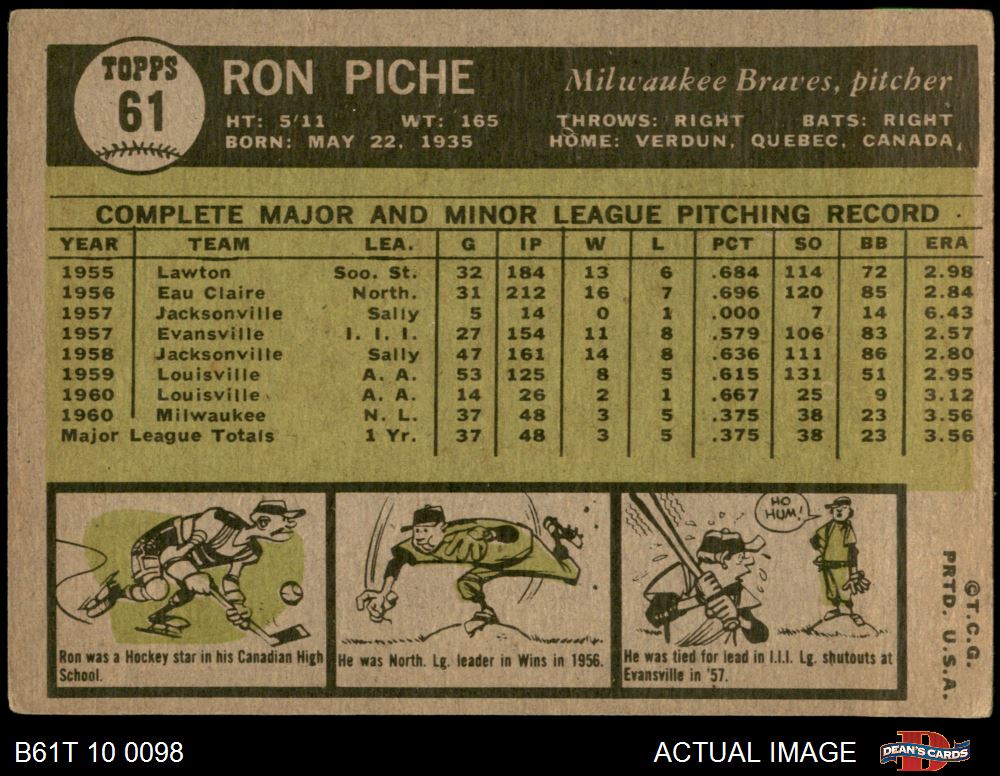 TOPPS
61
RON PICHE
Milwaukee Braves, pitcher
HT: 5'11 WT: 165 THROWS: RIGHT BATS: RIGHT
BORN: MAY 22, 1935 HOME: VERDUN, QUEBEC, CANADA
COMPLETE MAJOR AND MINOR LEAGUE PITCHING RECORD
YEAR TEAM LEA. G IP W L PCT SO BB ERA
1955 Lawton Soo. St. 32 184 13 6 .684 114 72 2.98
1956 Eau Claire North. 31 212 16 7 .696 120 85 2.84
1957 Jacksonville Sally 5 14 0 1 .000 7 14 6.43
1957 Evansville I. I. I. 27 154 11 8 .579 106 83 2.57
1958 Jacksonville Sally 47 161 14 8 .636 111 86 2.80
1959 Louisville A. A. 53 125 8 5 .615 131 51 2.95
1960 Louisville A. A. 14 26 2 1 .667 25 9 3.12
1960 Milwaukee N. L. 37 48 3 5 .375 38 23 3.56
Major League Totals 1 Yr. 37 48 3 5 .375 38 23 3.56
HO
HUM!
Ron was a Hockey star in his Canadian High
School.
He was North. Lg. leader in Wins in 1956.
He was tied for lead in I.I.I. Lg. shutouts at
Evansville in '57.
©T.C.G.
PRTD. U.S.A.
B61T 10 0098
ACTUAL IMAGE
DEAN'S CARDS